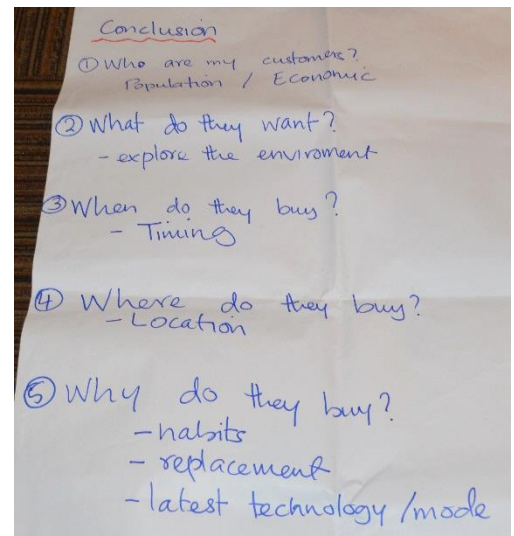 Conclusion
① Who are my customers?
Population / Economic
② What do they want?
- explore the enviroment
③ When do they buy?
- Timing
④ Where do they buy?
- Location
⑤ Why do they buy?
- habits
- replacement
- latest technology /mode